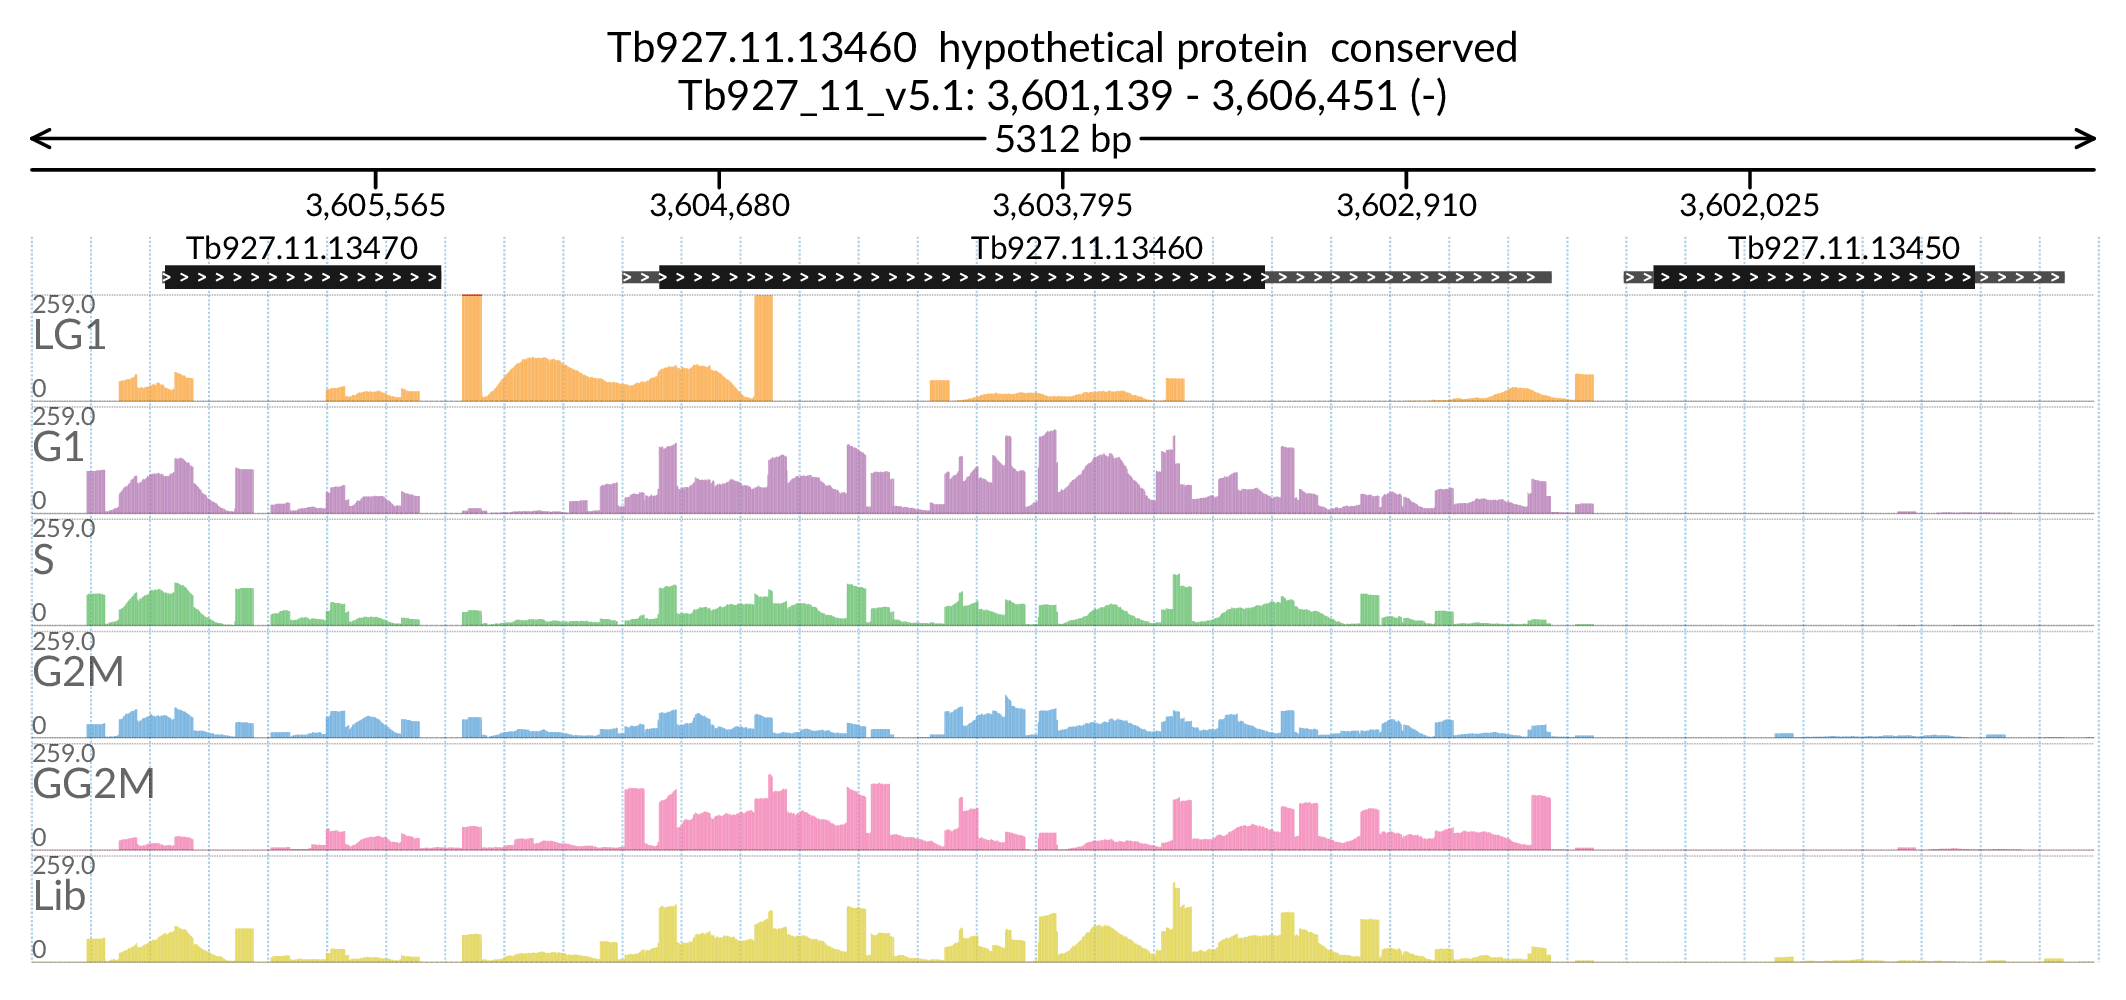 Tb927.11.13460  hypothetical protein  conserved
Tb927_11_v5.1: 3,601,139 - 3,606,451 (-)
5312 bp
3,605,565 3,604,680 3,603,795 3,602,910 3,602,025
Tb927.11.13470 Tb927.11.13460 Tb927.11.13450
259.0
LG1
0
259.0
G1
0
259.0
S
0
259.0
G2M
0
259.0
GG2M
0
259.0
Lib
0